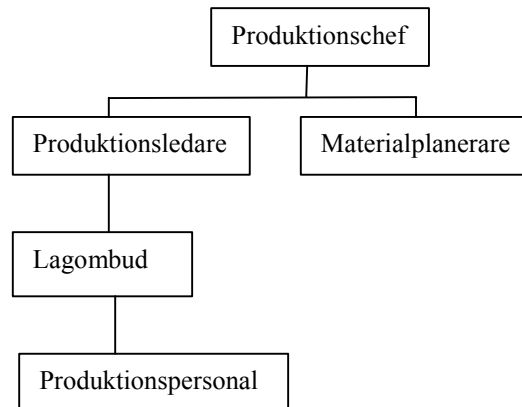 Produktionschef
Produktionsledare
Materialplanerare
Lagombud
Produktionspersonal